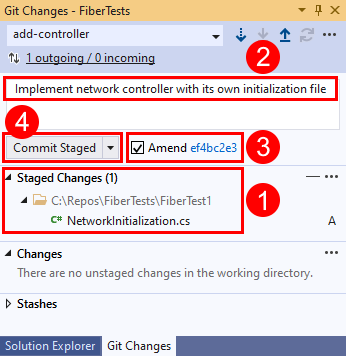 Git Changes - FiberTests
add-controller
1 outgoing / 0 incoming
2
Implement network controller with its own initialization file
4
Commit Staged
Amend ef4bc2e3
3
Staged Changes (1)
C:\Repos\FiberTests\FiberTest1
1
C# NetworkInitialization.cs A
Changes
There are no unstaged changes in the working directory.
Stashes
Solution Explorer Git Changes